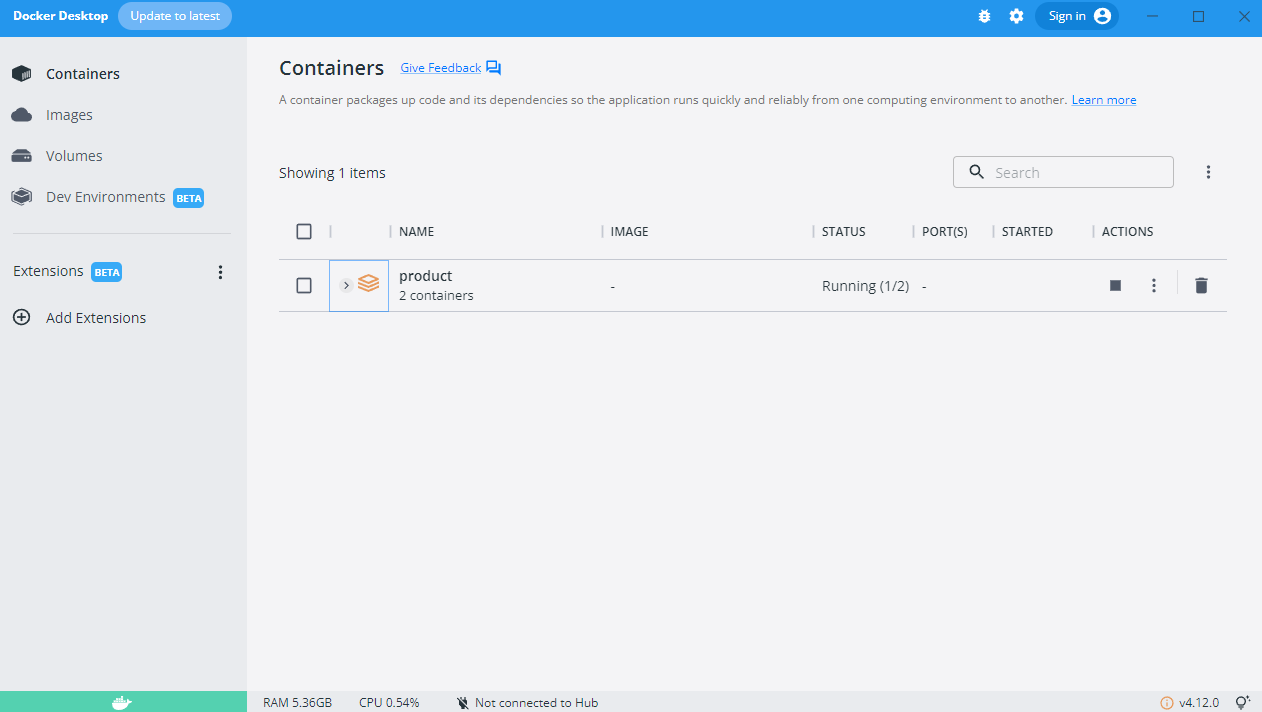 Docker Desktop Update to latest Sign in
Containers
Images
Volumes
Dev Environments BETA
Extensions BETA
Add Extensions
Containers Give Feedback
A container packages up code and its dependencies so the application runs quickly and reliably from one computing environment to another. Learn more
Showing 1 items Search
NAME IMAGE STATUS PORT(S) STARTED ACTIONS
product
2 containers
- Running (1/2) -
RAM 5.36GB CPU 0.54% Not connected to Hub v4.12.0